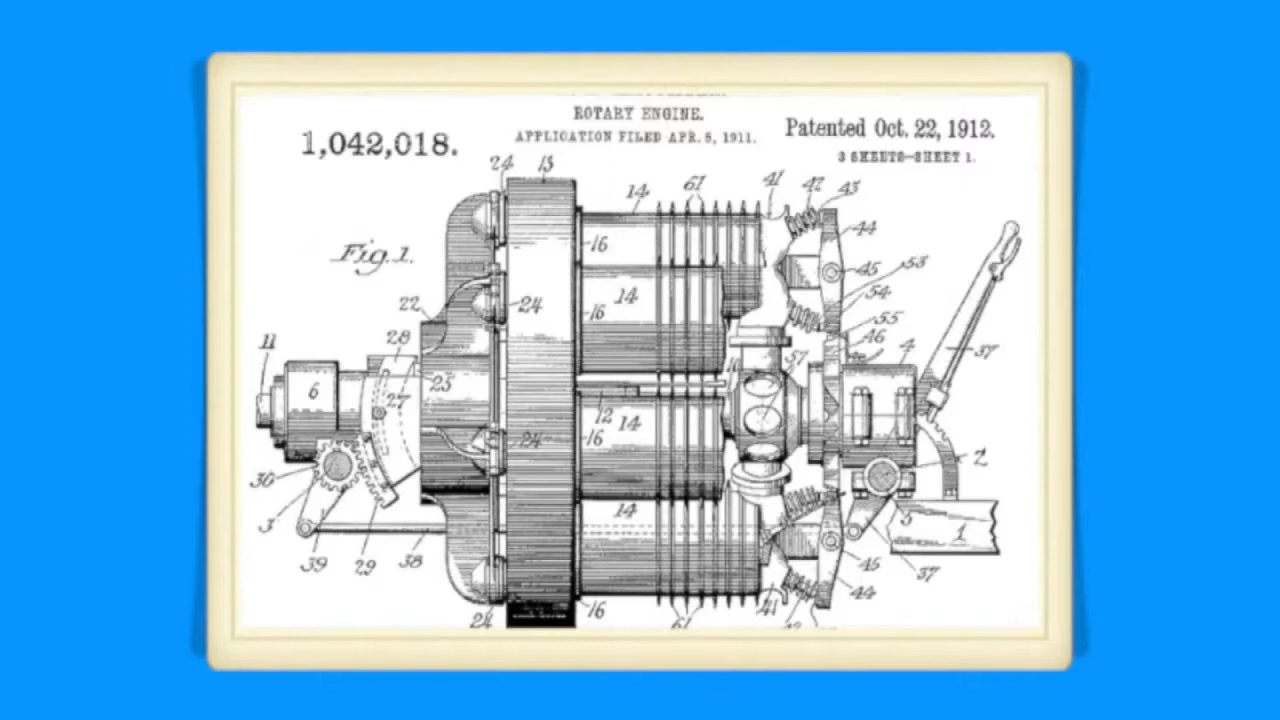 ROTARY ENGINE.
APPLICATION FILED APR. 5, 1911.
1,042,018.
Patented Oct. 22, 1912.
3 SHEETS—SHEET 1.
Fig. 1.
24 13 14 61 41 42 43
16 44
45 53
22 24 14 54
16 55
11 28 46 4
57 37
6 25 10
27 12
14
16
24
30 2
3 14 3 1
39 29 38 45 37
44
24 16 61 41